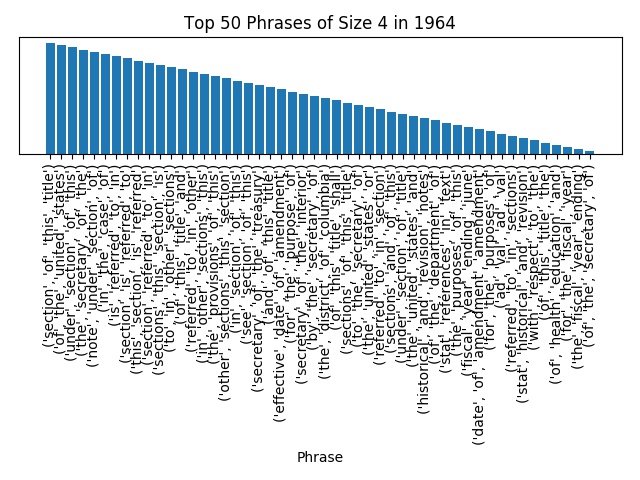 Top 50 Phrases of Size 4 in 1964
('section', 'of', 'this', 'title')
('of', 'the', 'united', 'states')
('under', 'section', 'of', 'this')
('the', 'secretary', 'of', 'the')
('note', 'under', 'section', 'of')
('in', 'the', 'case', 'of')
('is', 'referred', 'to', 'in')
('section', 'is', 'referred', 'to')
('this', 'section', 'is', 'referred')
('section', 'referred', 'to', 'in')
('sections', 'this', 'section', 'is')
('to', 'in', 'other', 'sections')
('of', 'this', 'title', 'and')
('referred', 'to', 'in', 'other')
('in', 'other', 'sections', 'this')
('the', 'provisions', 'of', 'this')
('other', 'sections', 'this', 'section')
('in', 'section', 'of', 'this')
('see', 'section', 'of', 'this')
('secretary', 'of', 'the', 'treasury')
('and', 'of', 'this', 'title')
('effective', 'date', 'of', 'amendment')
('for', 'the', 'purpose', 'of')
('secretary', 'of', 'the', 'interior')
('by', 'the', 'secretary', 'of')
('the', 'district', 'of', 'columbia')
('of', 'this', 'title', 'shall')
('sections', 'of', 'this', 'title')
('to', 'the', 'secretary', 'of')
('the', 'united', 'states', 'or')
('referred', 'to', 'in', 'section')
('sections', 'and', 'of', 'this')
('under', 'section', 'of', 'title')
('the', 'united', 'states', 'and')
('historical', 'and', 'revision', 'notes')
('of', 'the', 'department', 'of')
('stat', 'references', 'in', 'text')
('the', 'purposes', 'of', 'this')
('fiscal', 'year', 'ending', 'june')
('date', 'of', 'amendment', 'amendment')
('for', 'the', 'purposes', 'of')
('ad', 'val', 'ad', 'val')
('referred', 'to', 'in', 'sections')
('stat', 'historical', 'and', 'revision')
('with', 'respect', 'to', 'the')
('of', 'this', 'title', 'the')
('of', 'health', 'education', 'and')
('for', 'the', 'fiscal', 'year')
('the', 'fiscal', 'year', 'ending')
('of', 'the', 'secretary', 'of')
Phrase